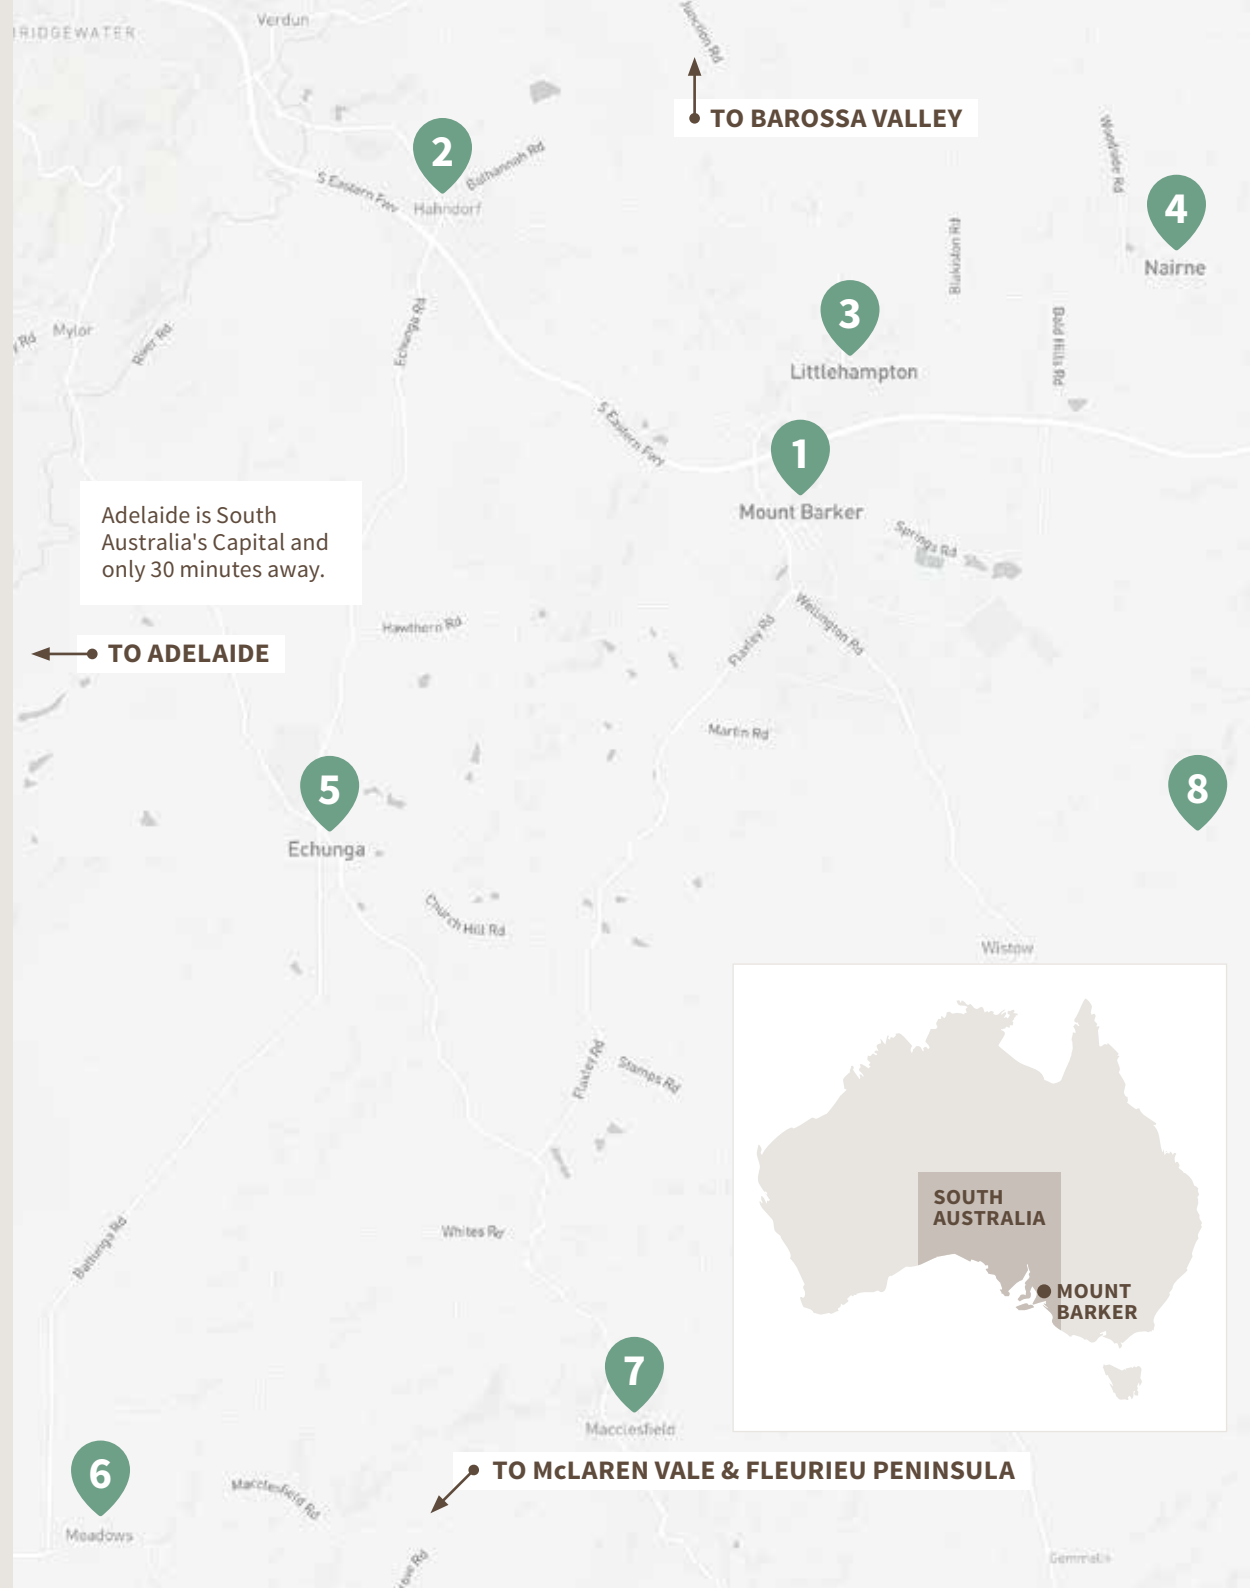 Verdun
RIDGEWATER
Junction Rd
TO BAROSSA VALLEY
2
Balhannah Rd
Woodside Rd
S Eastern Fwy
Hahndorf
4
Nairne
Blakiston Rd
3
Echunga Rd
Bald Hills Rd
Mylor
River Rd
Rd
Littlehampton
S Eastern Fwy
1
Mount Barker
Springs Rd
Adelaide is South
Australia's Capital and
only 30 minutes away.
Hawthorn Rd
Flaxley Rd
Wellington Rd
TO ADELAIDE
Martin Rd
5
8
Echunga
Church Hill Rd
Wistow
Flaxley Rd
Stamps Rd
SOUTH
AUSTRALIA
Battunga Rd
Whites Rd
MOUNT
BARKER
7
Macclesfield
6
TO McLAREN VALE & FLEURIEU PENINSULA
Macclesfield Rd
Meadows
Rd